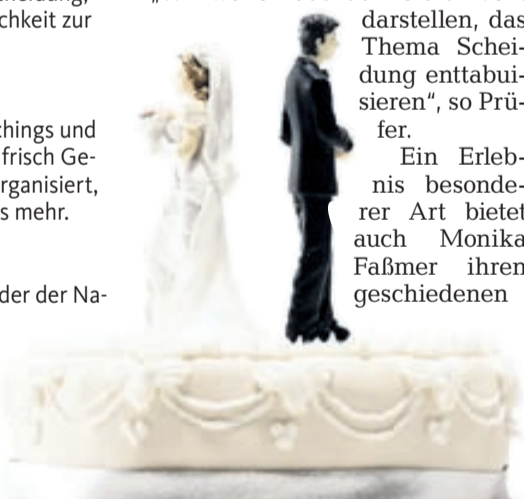 chkeit zur
chings und
frisch Ge-
rganisiert,
s mehr.
der der Na-
darstellen, das
Thema Schei-
dung enttabui-
sieren“, so Prü-
fer.
Ein Erleb-
nis besonde-
rer Art bietet
auch Monika
Faßmer ihren
geschiedenen